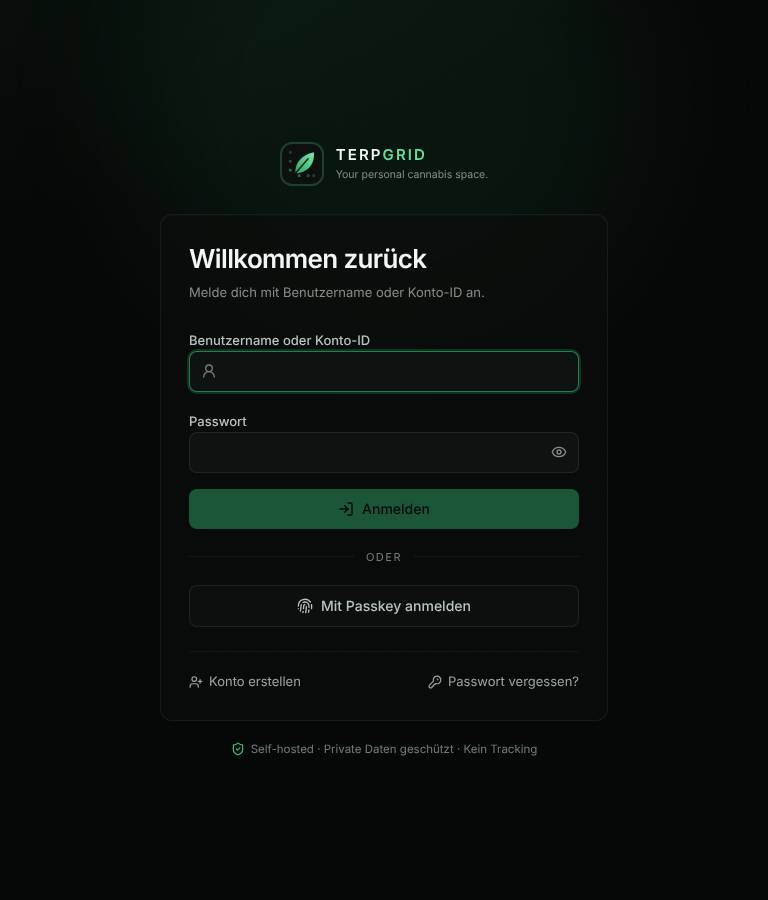 TERPGRID
Your personal cannabis space.
Willkommen zurück
Melde dich mit Benutzername oder Konto-ID an.
Benutzername oder Konto-ID
Passwort
Anmelden
ODER
Mit Passkey anmelden
Konto erstellen
Passwort vergessen?
Self-hosted · Private Daten geschützt · Kein Tracking